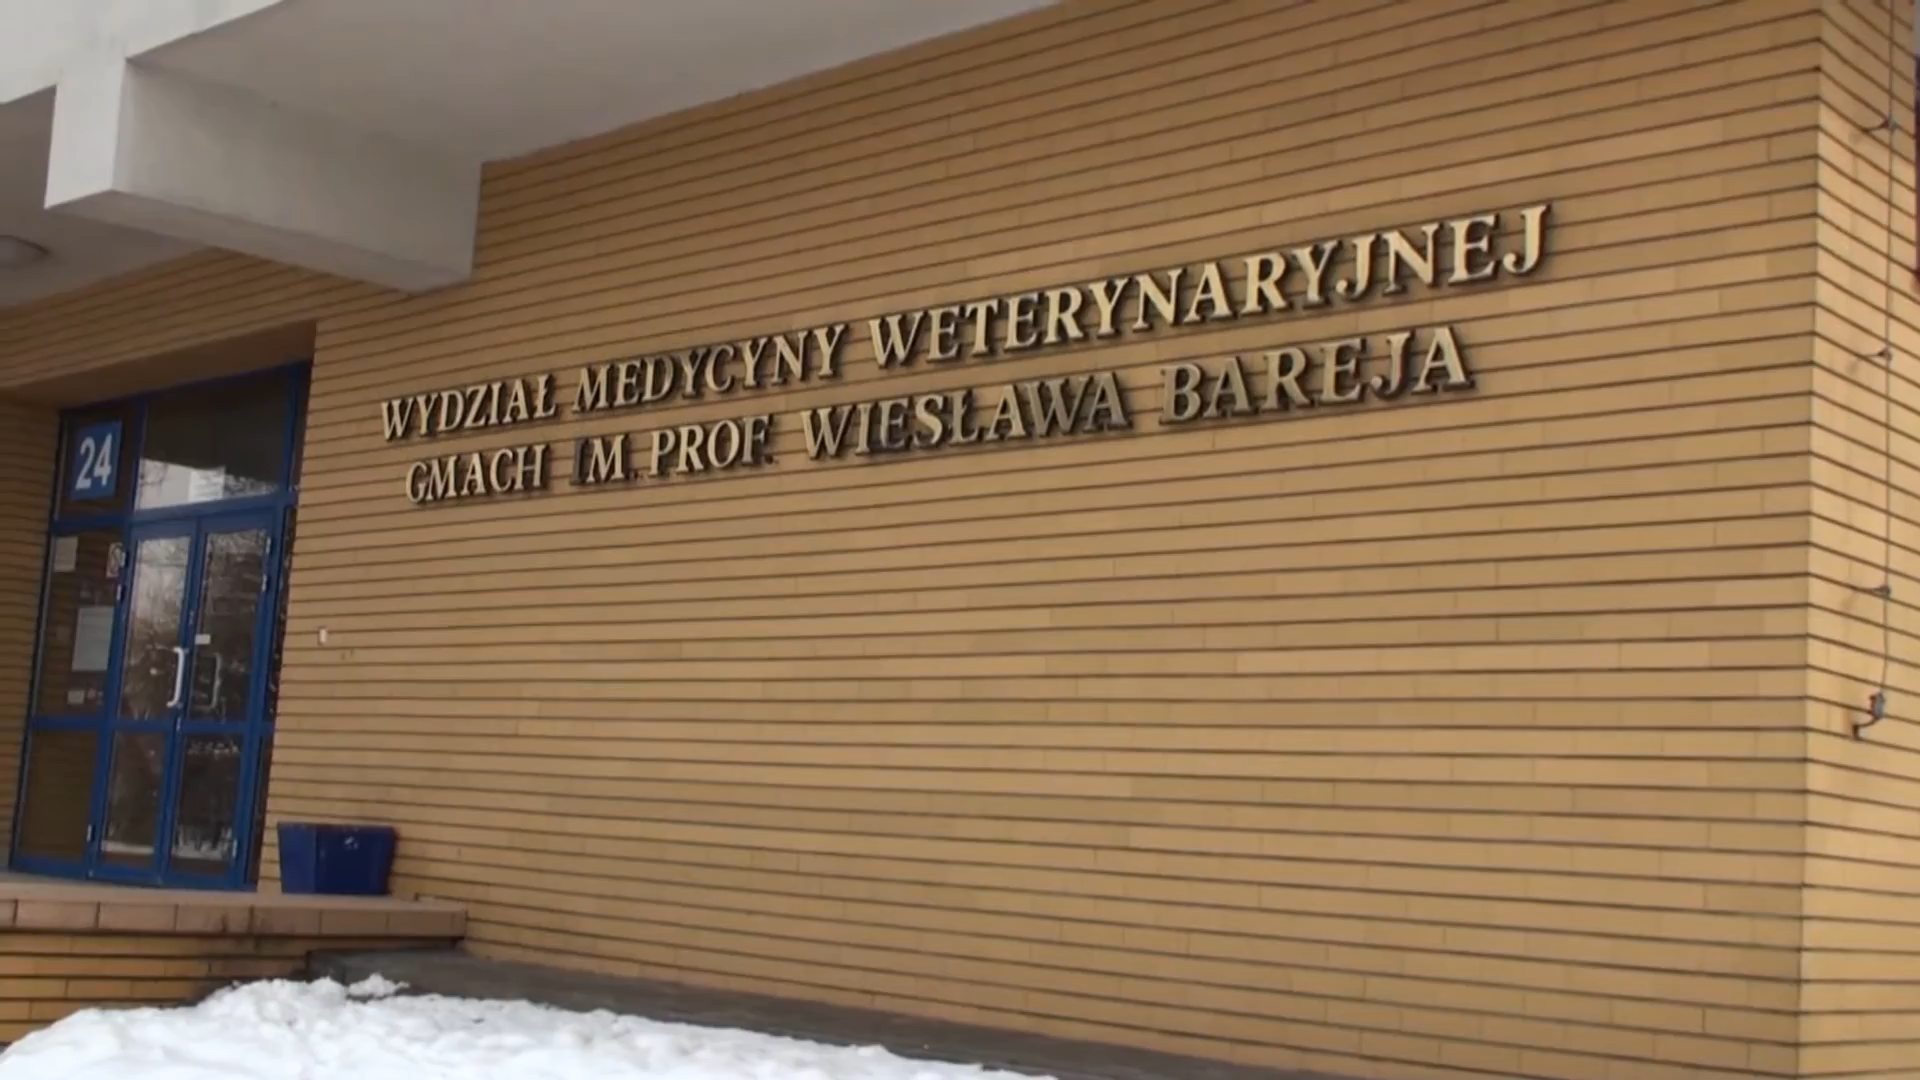 24
WYDZIAŁ MEDYCYNY WETERYNARYJNEJ
GMACH IM. PROF. WIESŁAWA BAREJA